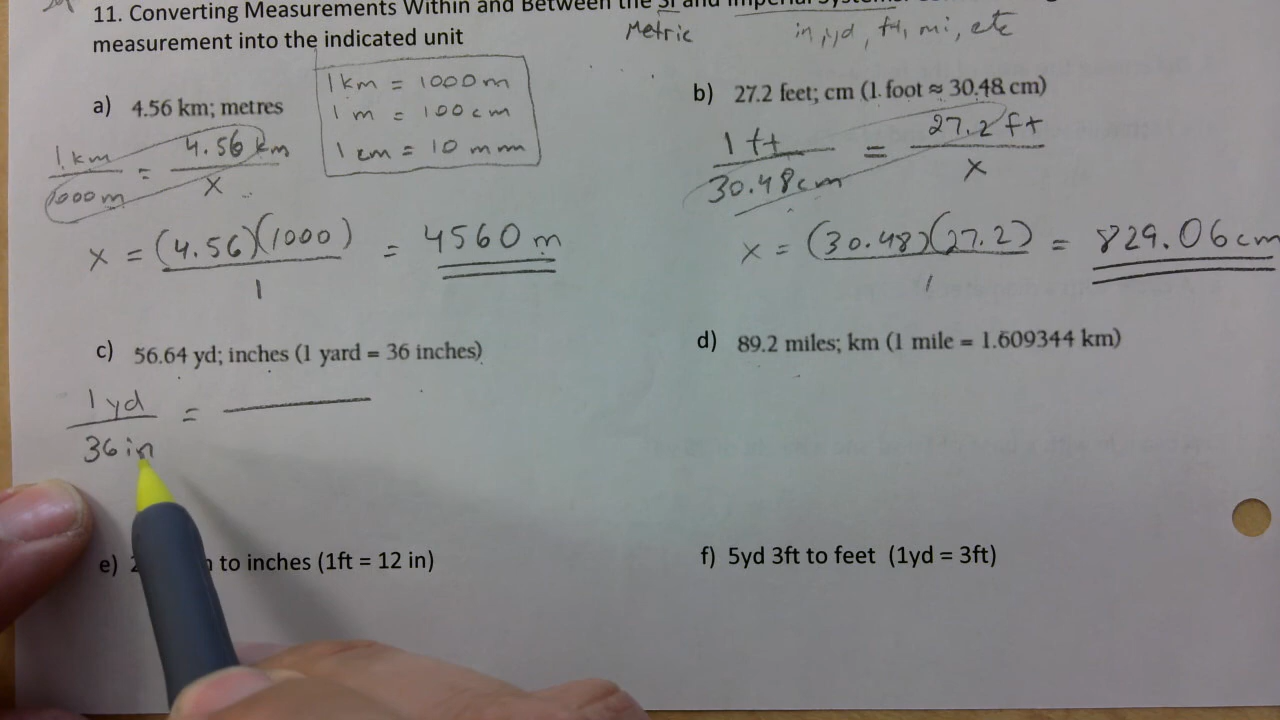 11. Converting Measurements Within and Between the SI and Imperial Systems.
measurement into the indicated unit
Metric
in, yd, ft, mi, etc
a) 4.56 km; metres
1 km = 1000 m
1 m = 100 cm
1 cm = 10 mm
1 km = 4.56 km
1000 m x
x = (4.56)(1000) = 4560 m
1
b) 27.2 feet; cm (1 foot ≈ 30.48 cm)
1 ft = 27.2 ft
30.48 cm x
x = (30.48)(27.2) = 829.06 cm
1
c) 56.64 yd; inches (1 yard = 36 inches)
1 yd =
36 in
d) 89.2 miles; km (1 mile = 1.609344 km)
e) to inches (1ft = 12 in)
f) 5yd 3ft to feet (1yd = 3ft)